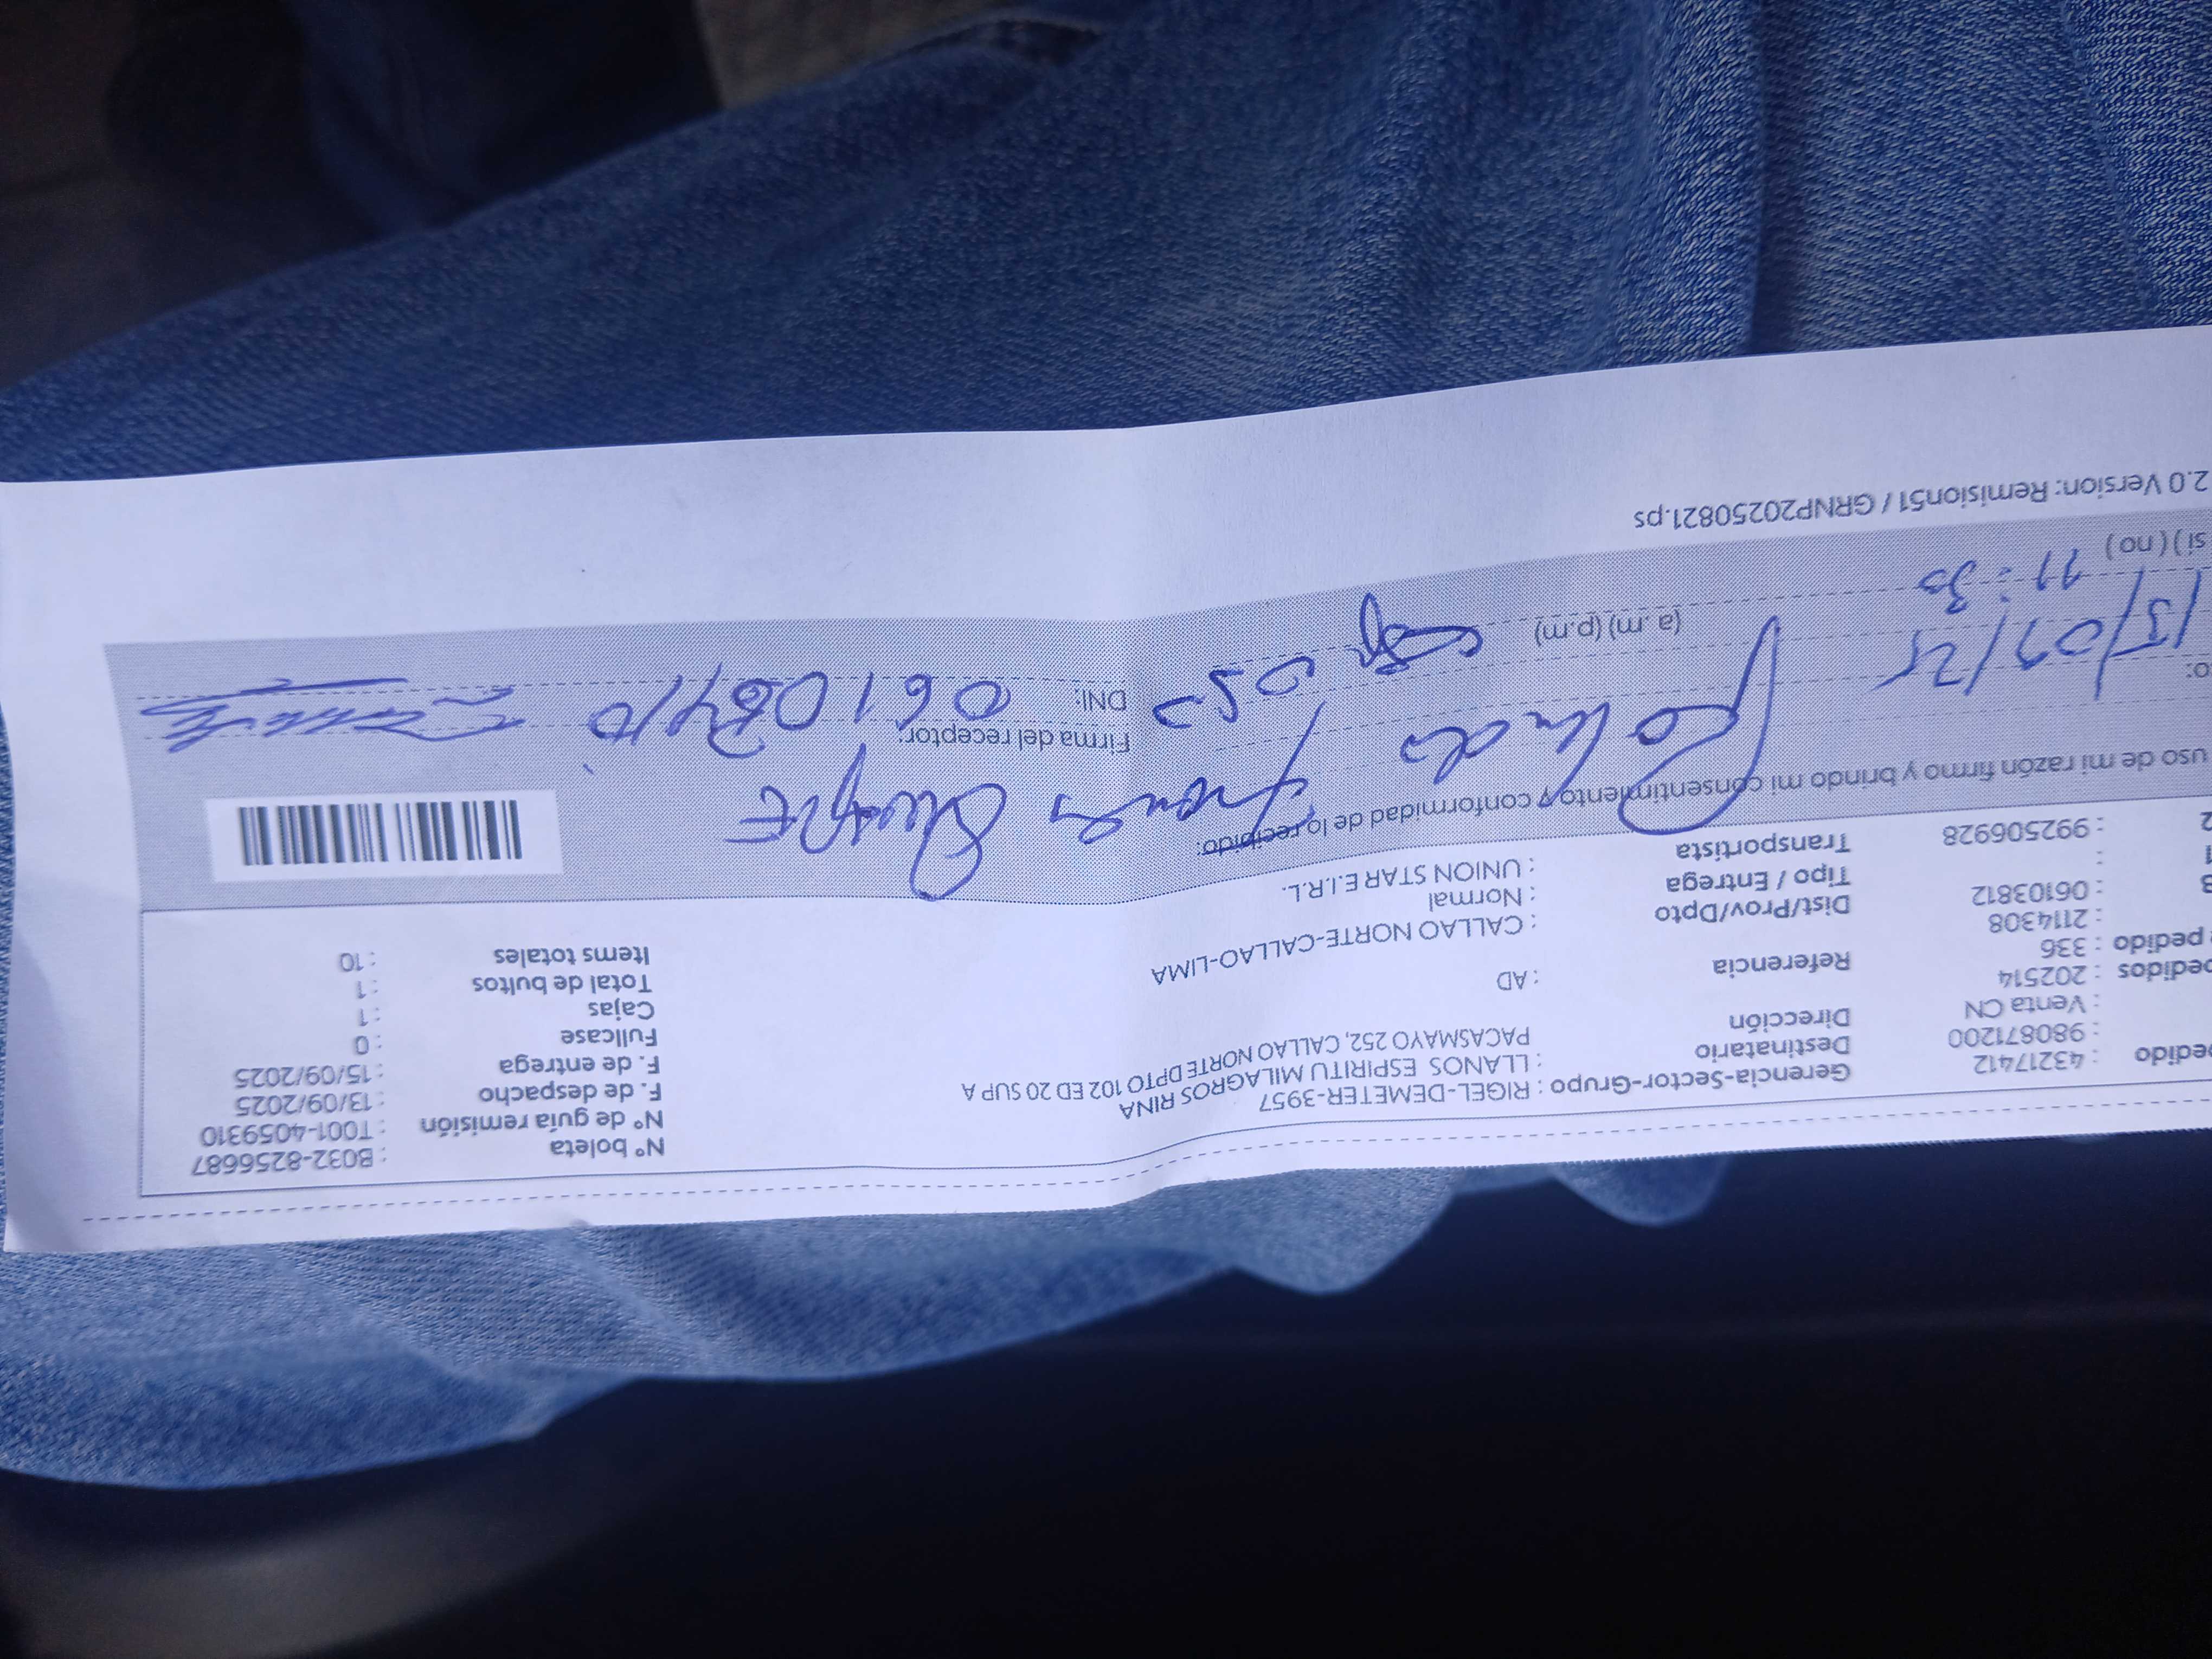 pedido : 43217412 Gerencia-Sector-Grupo : RIGEL-DEMETER-3957 N° boleta : B032-8256687
: 980871200 Destinatario : LLANOS ESPIRITU MILAGROS RINA N° de guía remisión : T001-4059310
: Venta CN Dirección PACASMAYO 252, CALLAO NORTE DPTO 102 ED 20 SUP A F. de despacho : 13/09/2025
pedidos : 202514 F. de entrega : 15/09/2025
pedido : 336 Referencia : AD Fullcase : 0
: 2114308 Cajas : 1
: 06103812 Dist/Prov/Dpto : CALLAO NORTE-CALLAO-LIMA Total de bultos : 1
: Tipo / Entrega : Normal Items totales : 10
2 : 992506928 Transportista : UNION STAR E.I.R.L.
uso de mi razón firmo y brindo mi consentimiento y conformidad de lo recibido:
o: 15/09/25 Firma del receptor:
11:30 (a.m) (p.m) DNI:
sí ) ( no )
2.0 Version: Remision51 / GRNP20250821.ps